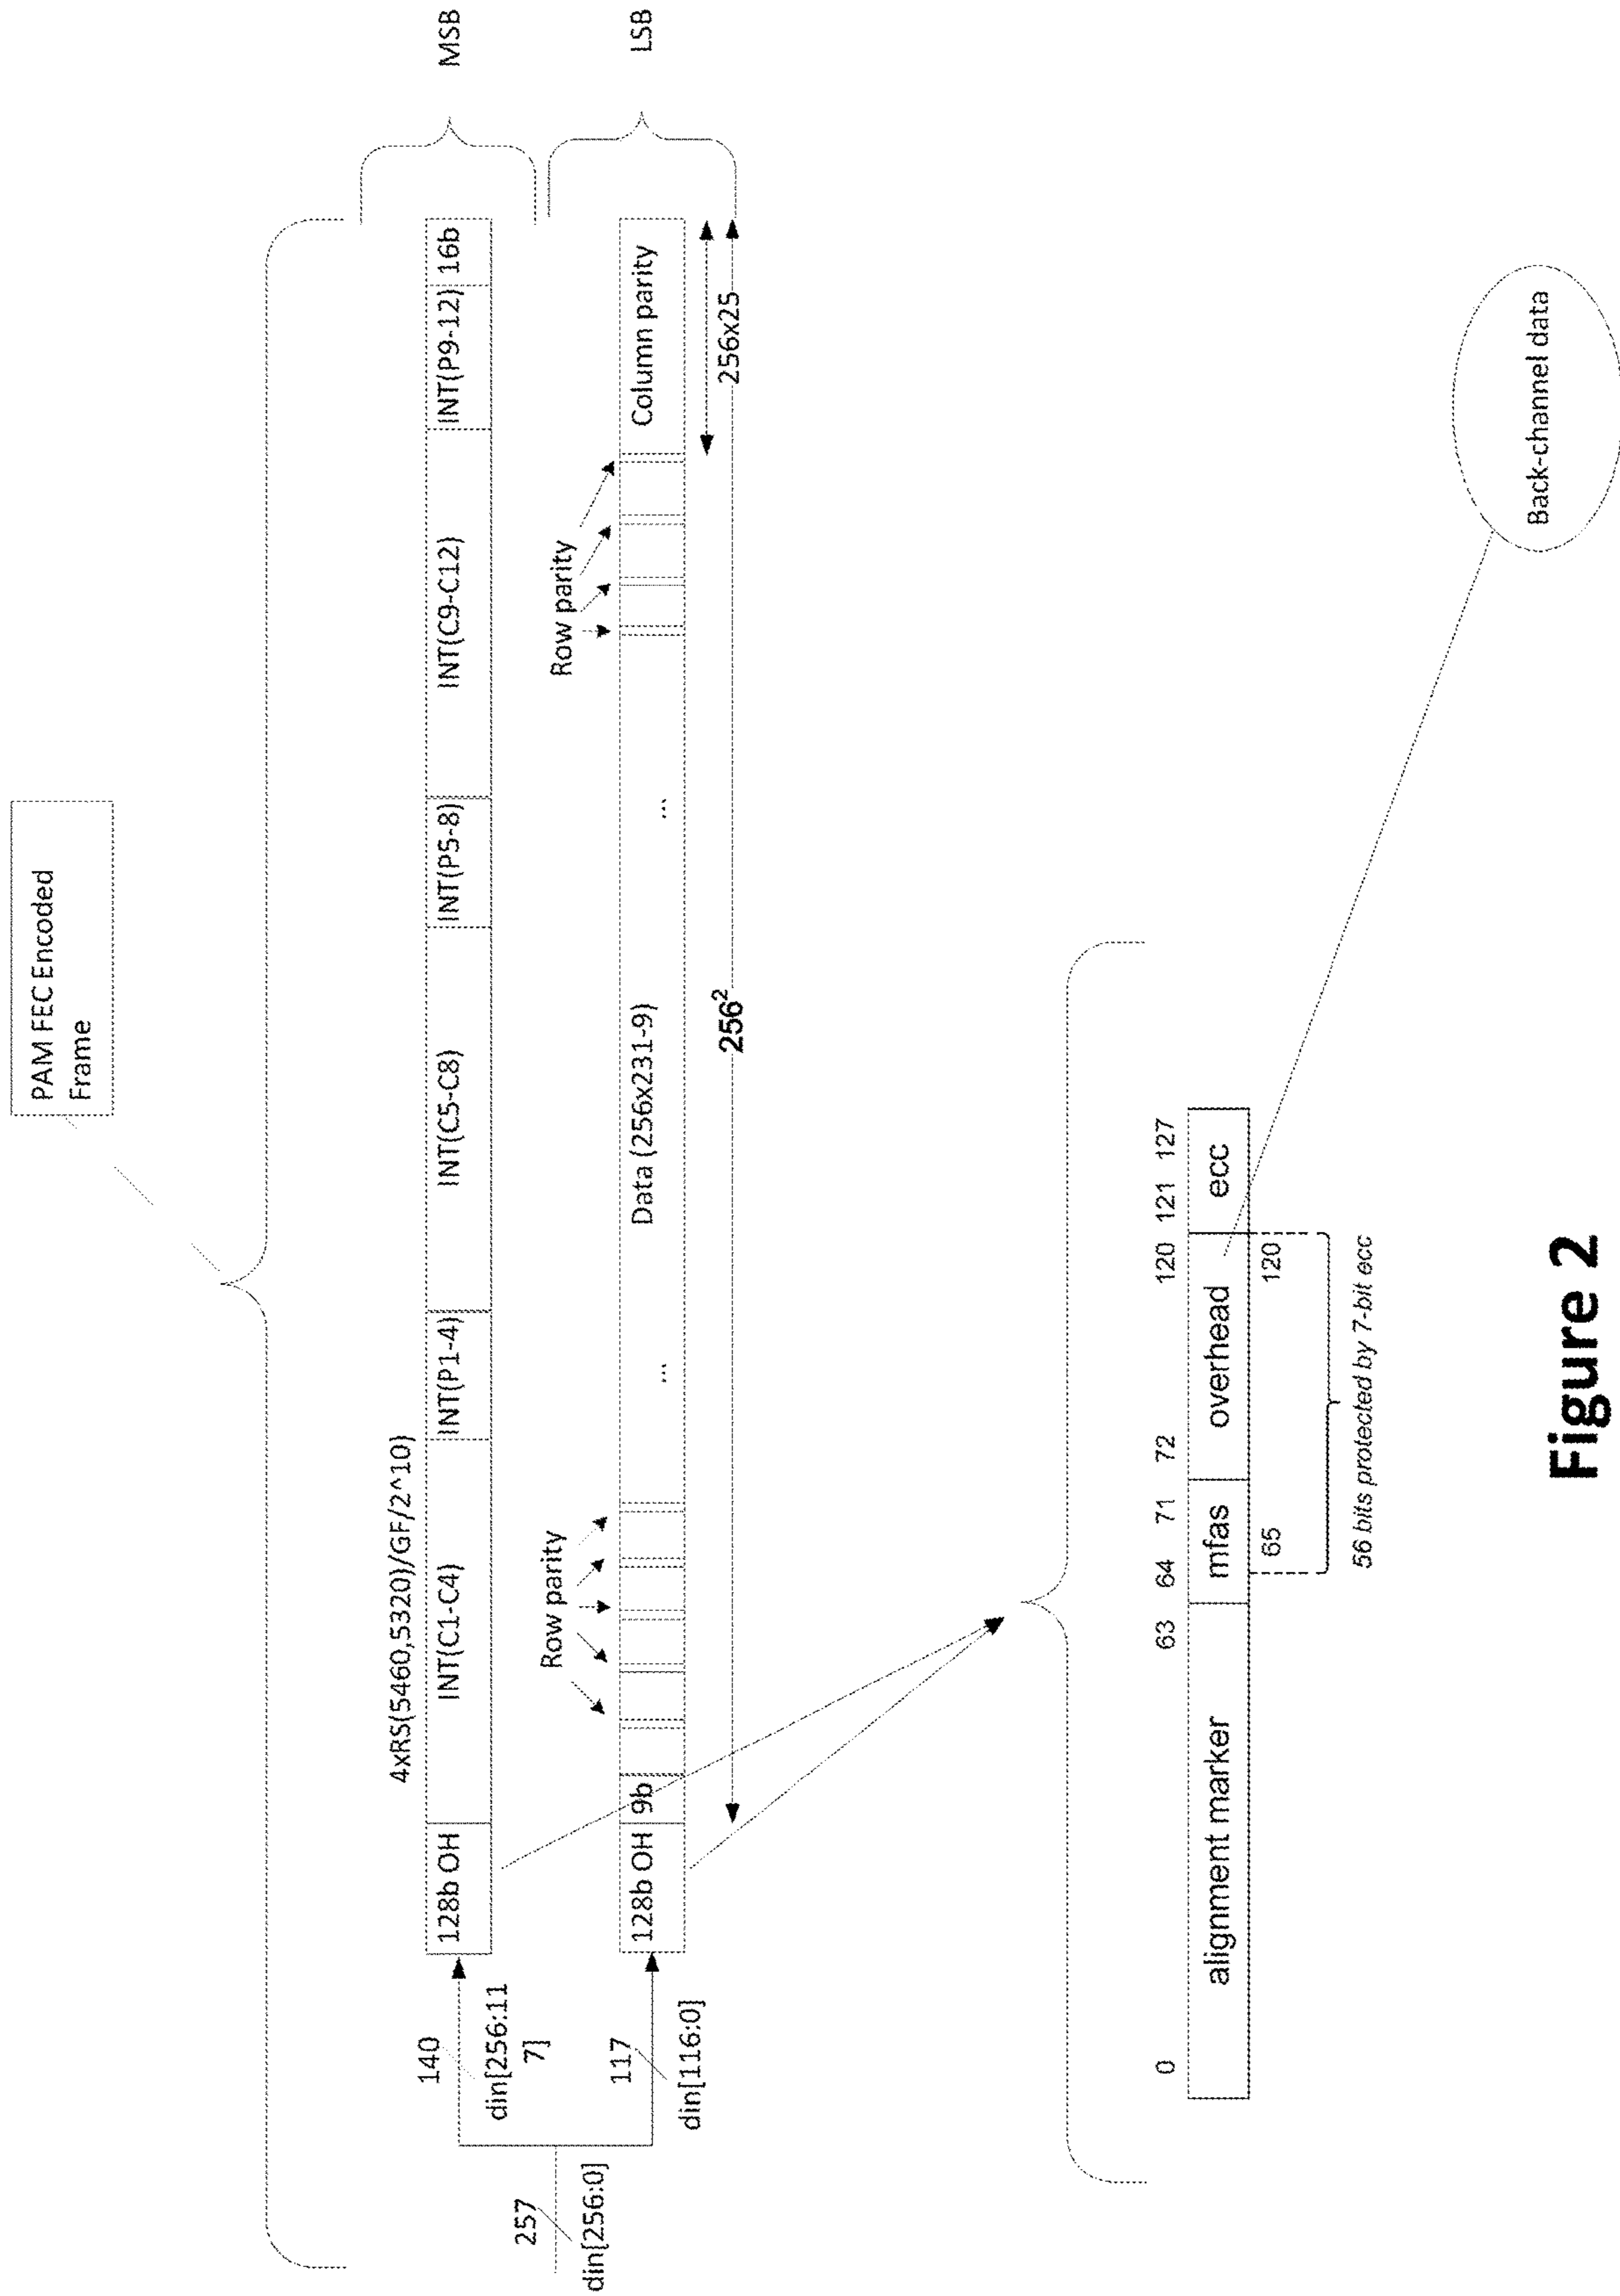 PAM FEC Encoded
Frame
MSB
LSB
4xRS(5460,5320)/GF/2^10)
128b OH
INT(C1-C4)
INT(P1-4)
INT(C5-C8)
INT(P5-8)
INT(C9-C12)
INT(P9-12)
16b
257
din[256:0]
140
din[256:11
7]
117
din[116:0]
Row parity
Row parity
128b OH
9b
...
Data (256x231-9)
...
Column parity
256x25
256²
0
63
64
71
72
120
121
127
alignment marker
mfas
overhead
ecc
65
120
56 bits protected by 7-bit ecc
Back-channel data
Figure 2